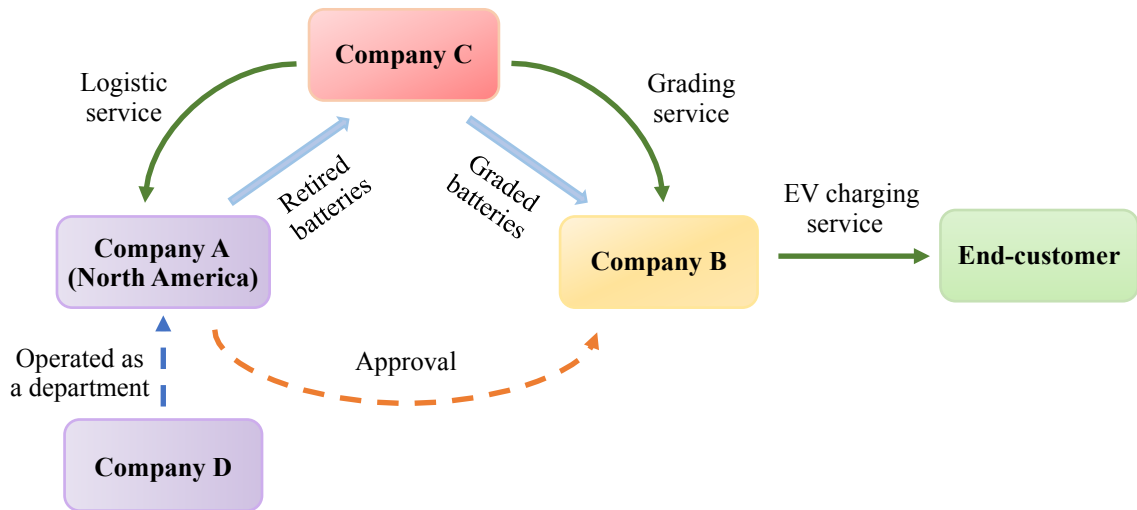 Company C
Logistic
service
Grading
service
Retired
batteries
Graded
batteries
Company A
(North America)
Company B
EV charging
service
End-customer
Operated as
a department
Approval
Company D